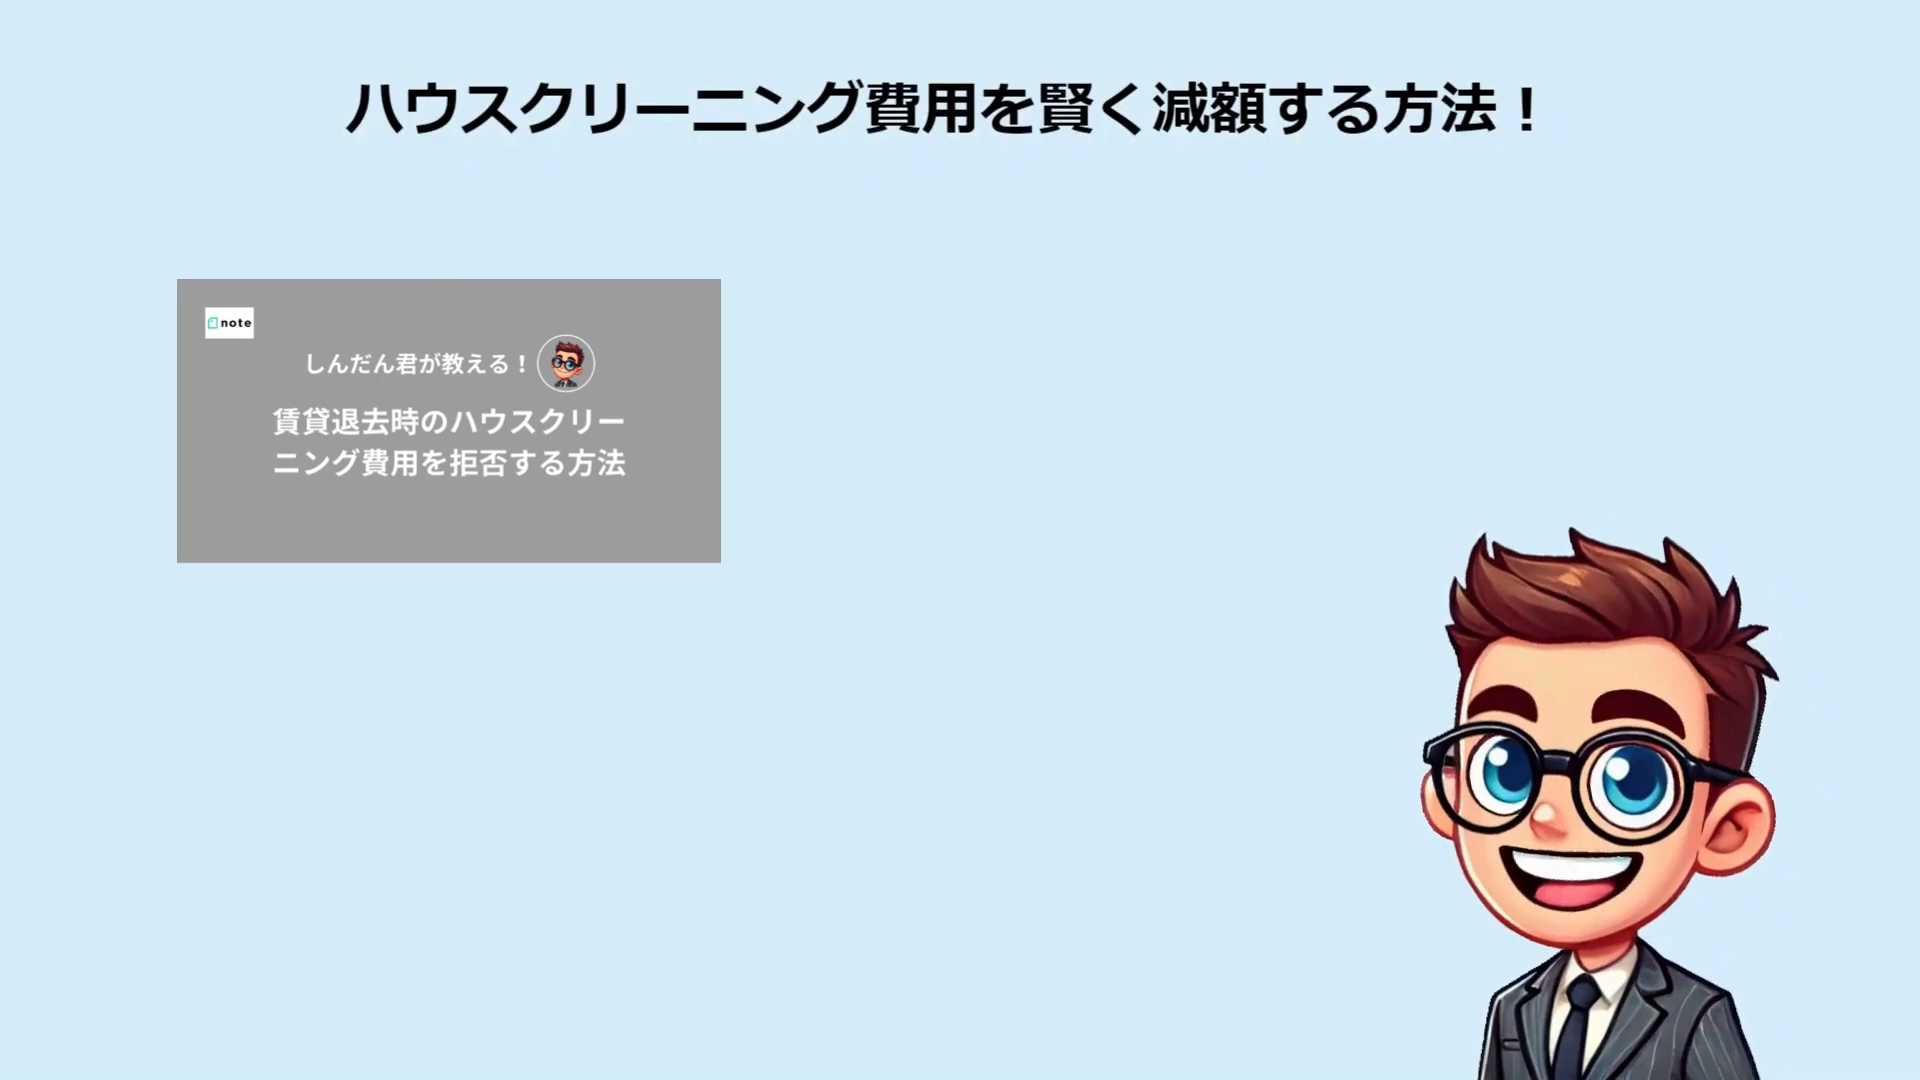 ハウスクリーニング費用を賢く減額する方法！
note
しんだん君が教える！
賃貸退去時のハウスクリー
ニング費用を拒否する方法